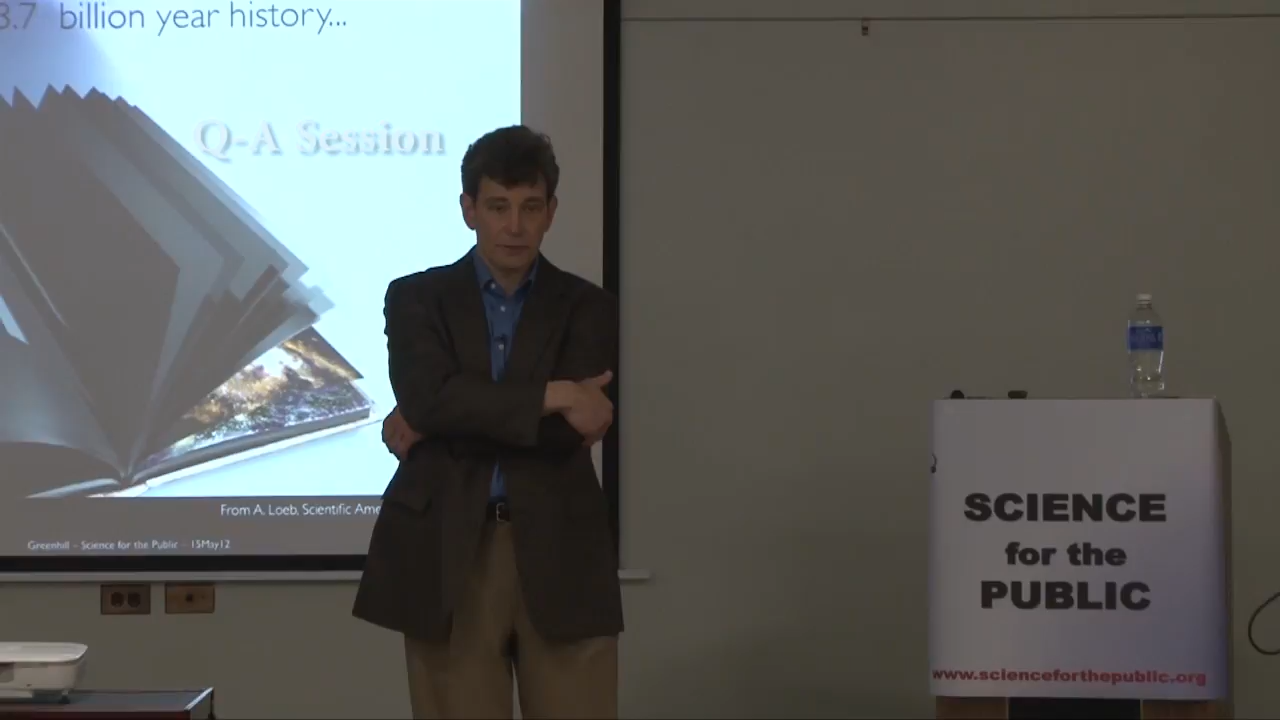 3.7 billion year history...
Q-A Session
From A. Loeb, Scientific Ame
Greenhill – Science for the Public – 15May12
SCIENCE
for the
PUBLIC
www.scienceforthepublic.org